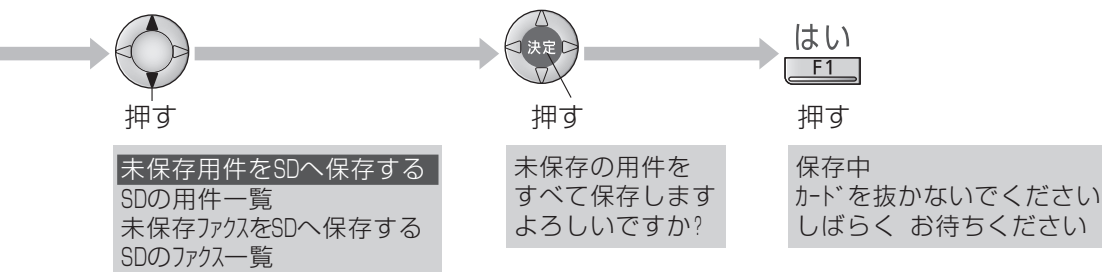 決定
はい
F1
押す
押す
押す
未保存用件をSDへ保存する
SDの用件一覧
未保存ファクスをSDへ保存する
SDのファクス一覧
未保存の用件を
すべて保存します
よろしいですか?
保存中
カードを抜かないでください
しばらく お待ちください